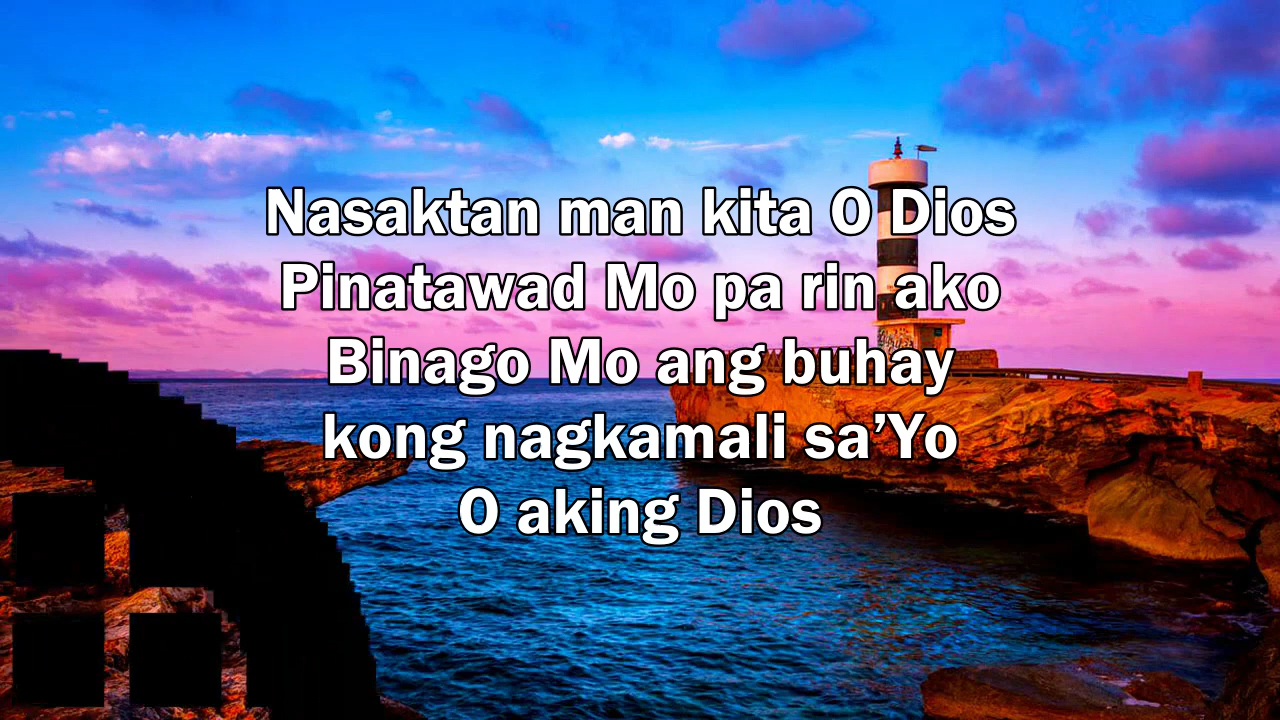 Nasaktan man kita O Dios
Pinatawad Mo pa rin ako
Binago Mo ang buhay
kong nagkamali sa’Yo
O aking Dios